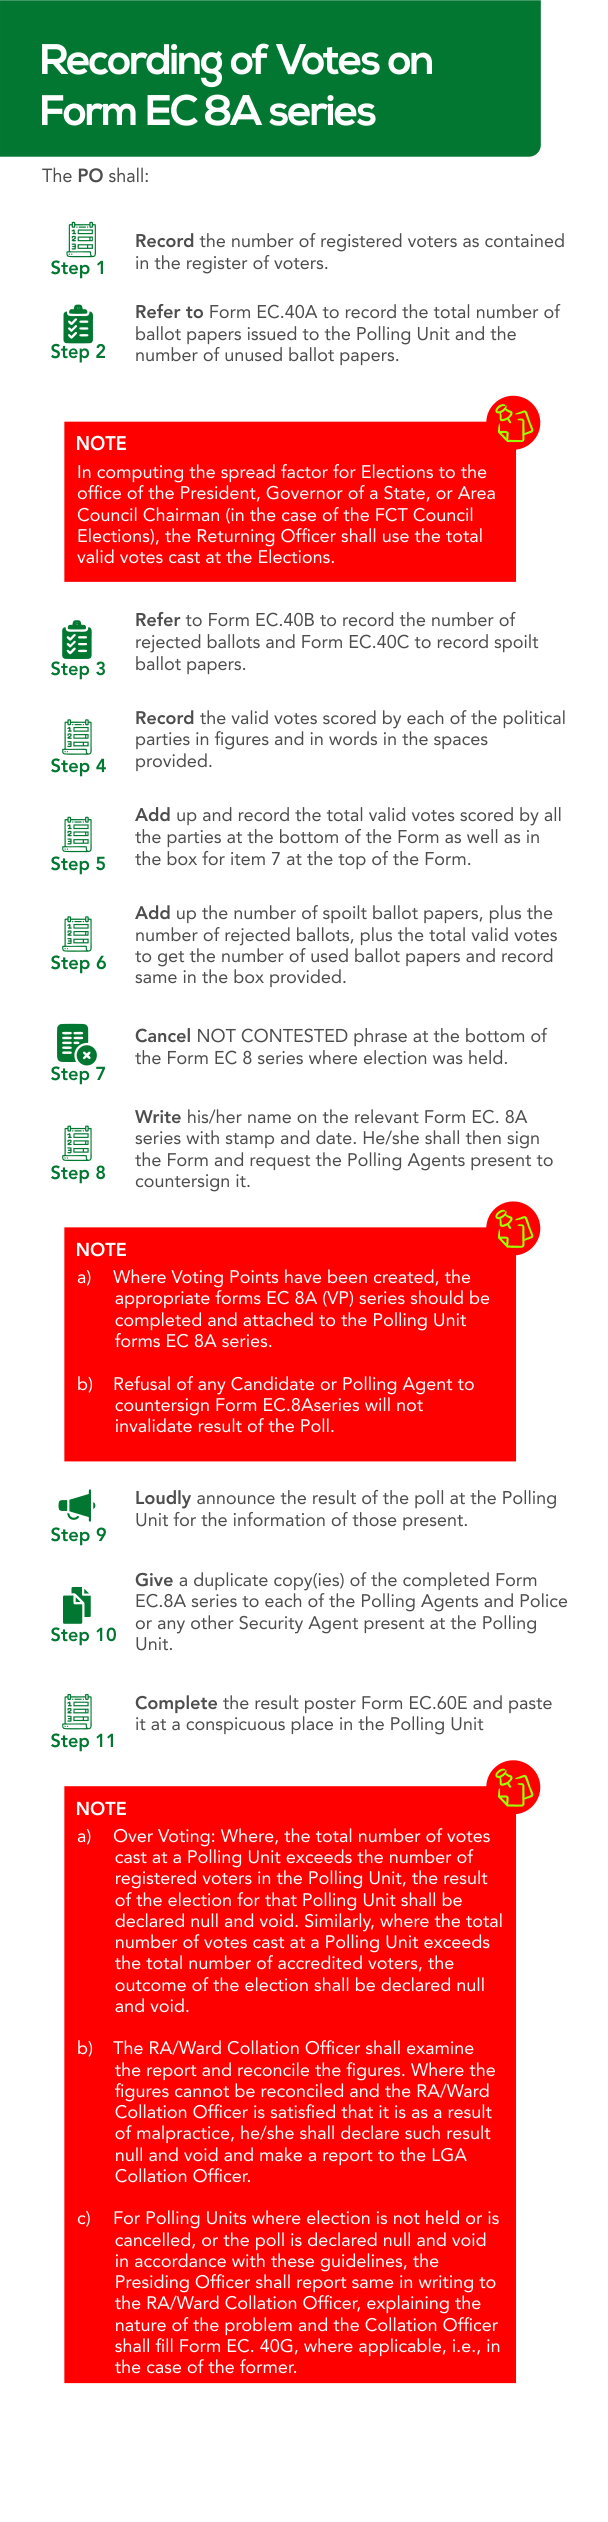 Recording of Votes on
Form EC 8A series
The PO shall:
Step 1
Record the number of registered voters as contained
in the register of voters.
Step 2
Refer to Form EC.40A to record the total number of
ballot papers issued to the Polling Unit and the
number of unused ballot papers.
NOTE
In computing the spread factor for Elections to the
office of the President, Governor of a State, or Area
Council Chairman (in the case of the FCT Council
Elections), the Returning Officer shall use the total
valid votes cast at the Elections.
Step 3
Refer to Form EC.40B to record the number of
rejected ballots and Form EC.40C to record spoilt
ballot papers.
Step 4
Record the valid votes scored by each of the political
parties in figures and in words in the spaces
provided.
Step 5
Add up and record the total valid votes scored by all
the parties at the bottom of the Form as well as in
the box for item 7 at the top of the Form.
Step 6
Add up the number of spoilt ballot papers, plus the
number of rejected ballots, plus the total valid votes
to get the number of used ballot papers and record
same in the box provided.
Step 7
Cancel NOT CONTESTED phrase at the bottom of
the Form EC 8 series where election was held.
Step 8
Write his/her name on the relevant Form EC. 8A
series with stamp and date. He/she shall then sign
the Form and request the Polling Agents present to
countersign it.
NOTE
a) Where Voting Points have been created, the
appropriate forms EC 8A (VP) series should be
completed and attached to the Polling Unit
forms EC 8A series.
b) Refusal of any Candidate or Polling Agent to
countersign Form EC.8Aseries will not
invalidate result of the Poll.
Step 9
Loudly announce the result of the poll at the Polling
Unit for the information of those present.
Step 10
Give a duplicate copy(ies) of the completed Form
EC.8A series to each of the Polling Agents and Police
or any other Security Agent present at the Polling
Unit.
Step 11
Complete the result poster Form EC.60E and paste
it at a conspicuous place in the Polling Unit
NOTE
a) Over Voting: Where, the total number of votes
cast at a Polling Unit exceeds the number of
registered voters in the Polling Unit, the result
of the election for that Polling Unit shall be
declared null and void. Similarly, where the total
number of votes cast at a Polling Unit exceeds
the total number of accredited voters, the
outcome of the election shall be declared null
and void.
b) The RA/Ward Collation Officer shall examine
the report and reconcile the figures. Where the
figures cannot be reconciled and the RA/Ward
Collation Officer is satisfied that it is as a result
of malpractice, he/she shall declare such result
null and void and make a report to the LGA
Collation Officer.
c) For Polling Units where election is not held or is
cancelled, or the poll is declared null and void
in accordance with these guidelines, the
Presiding Officer shall report same in writing to
the RA/Ward Collation Officer, explaining the
nature of the problem and the Collation Officer
shall fill Form EC. 40G, where applicable, i.e., in
the case of the former.